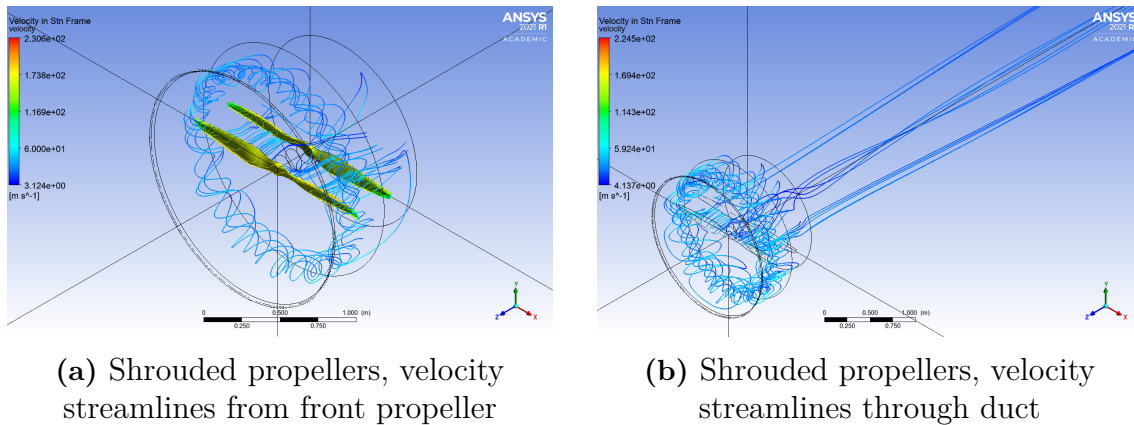 Velocity in Stn Frame
velocity
2.306e+02
1.738e+02
1.169e+02
6.000e+01
3.124e+00
[m s^-1]
ANSYS
2021 R1
ACADEMIC
0 0.500 1.000 (m)
0.250 0.750
Y
Z X
(a) Shrouded propellers, velocity
streamlines from front propeller
Velocity in Stn Frame
velocity
2.245e+02
1.694e+02
1.143e+02
5.924e+01
4.137e+00
[m s^-1]
ANSYS
2021 R1
ACADEMIC
0 0.500 1.000 (m)
0.250 0.750
Y
Z X
(b) Shrouded propellers, velocity
streamlines through duct